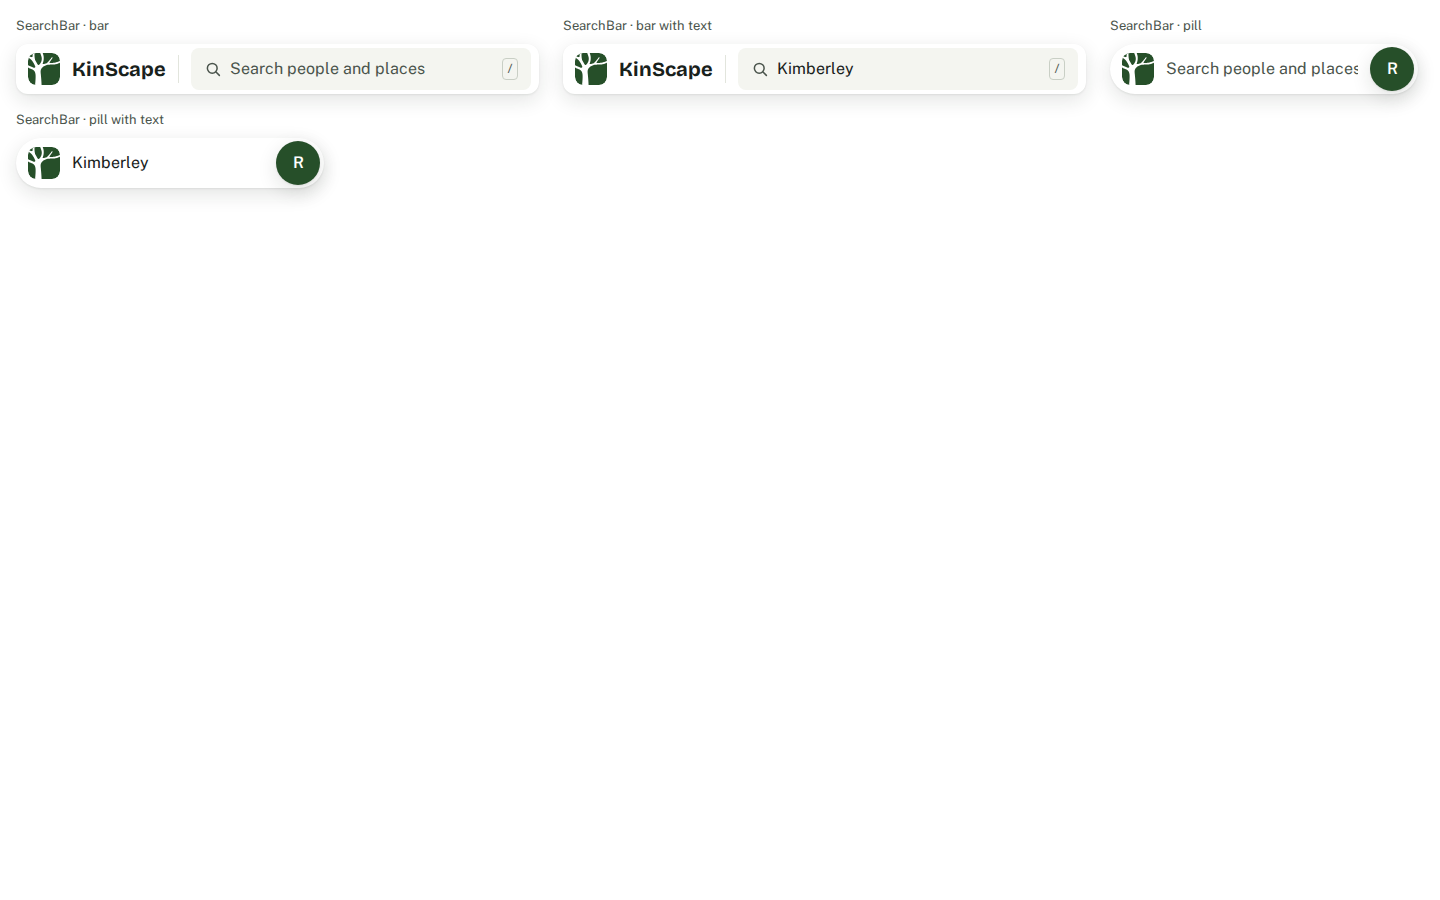 SearchBar · bar
KinScape
Search people and places
/
SearchBar · bar with text
KinScape
Kimberley
/
SearchBar · pill
Search people and places
R
SearchBar · pill with text
Kimberley
R